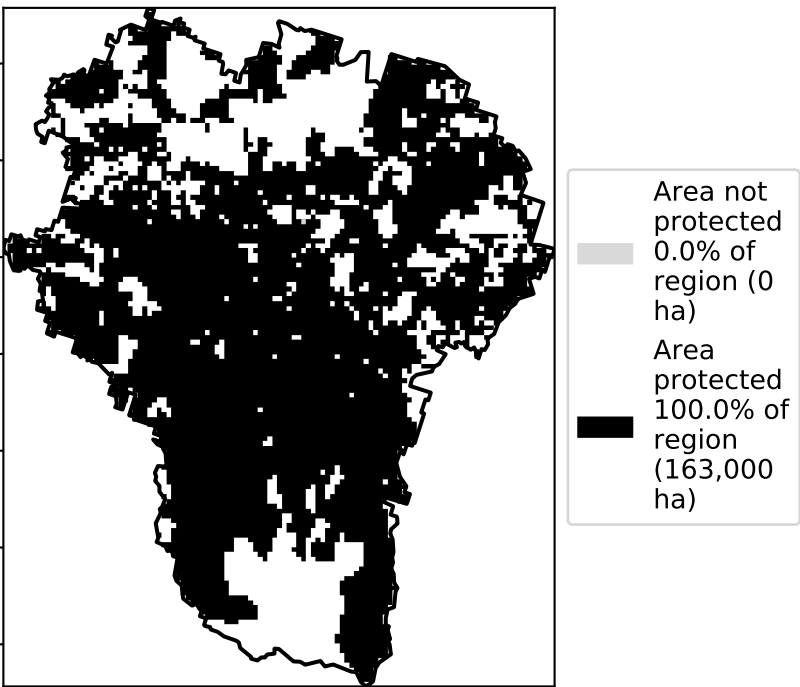 Area not
protected
0.0% of
region (0
ha)
Area
protected
100.0% of
region
(163,000
ha)